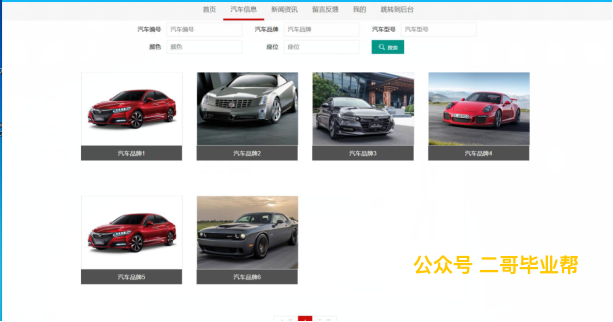 首页 汽车信息 新闻资讯 留言反馈 我的 跳转到后台
汽车编号 汽车编号 汽车品牌 汽车品牌 汽车型号 汽车型号
颜色 颜色 座位 座位 搜索
汽车品牌1 汽车品牌2 汽车品牌3 汽车品牌4
汽车品牌5 汽车品牌6
公众号 二哥毕业帮